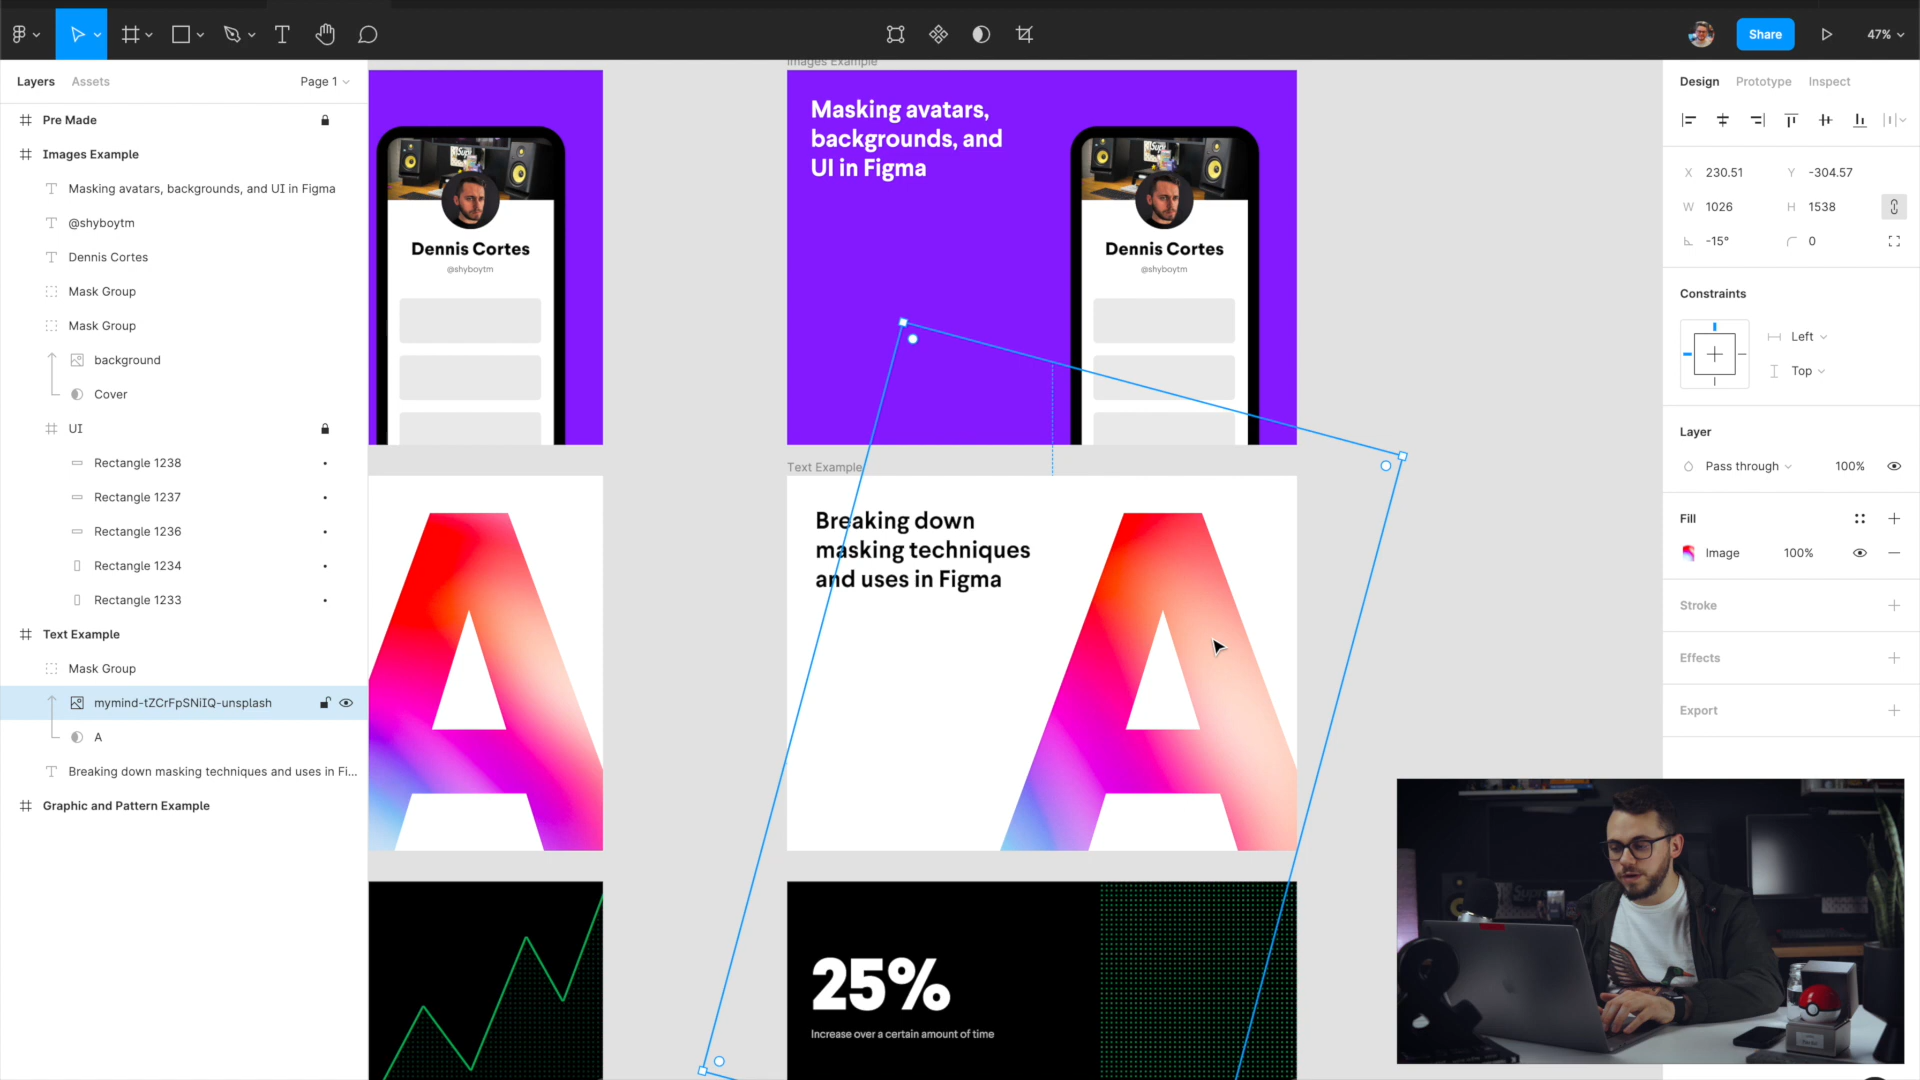 Share
47%
Layers
Assets
Page 1
Pre Made
Images Example
Masking avatars, backgrounds, and UI in Figma
@shyboytm
Dennis Cortes
Mask Group
Mask Group
background
Cover
UI
Rectangle 1238
Rectangle 1237
Rectangle 1236
Rectangle 1234
Rectangle 1233
Text Example
Mask Group
mymind-tZCrFpSNiIQ-unsplash
A
Breaking down masking techniques and uses in Fi...
Graphic and Pattern Example
Dennis Cortes
@shyboytm
Images Example
Masking avatars,
backgrounds, and
UI in Figma
Dennis Cortes
@shyboytm
Text Example
Breaking down
masking techniques
and uses in Figma
A
A
25%
Increase over a certain amount of time
Design
Prototype
Inspect
X 230.51
Y -304.57
W 1026
H 1538
-15°
0
Constraints
Left
Top
Layer
Pass through
100%
Fill
Image
100%
Stroke
Effects
Export